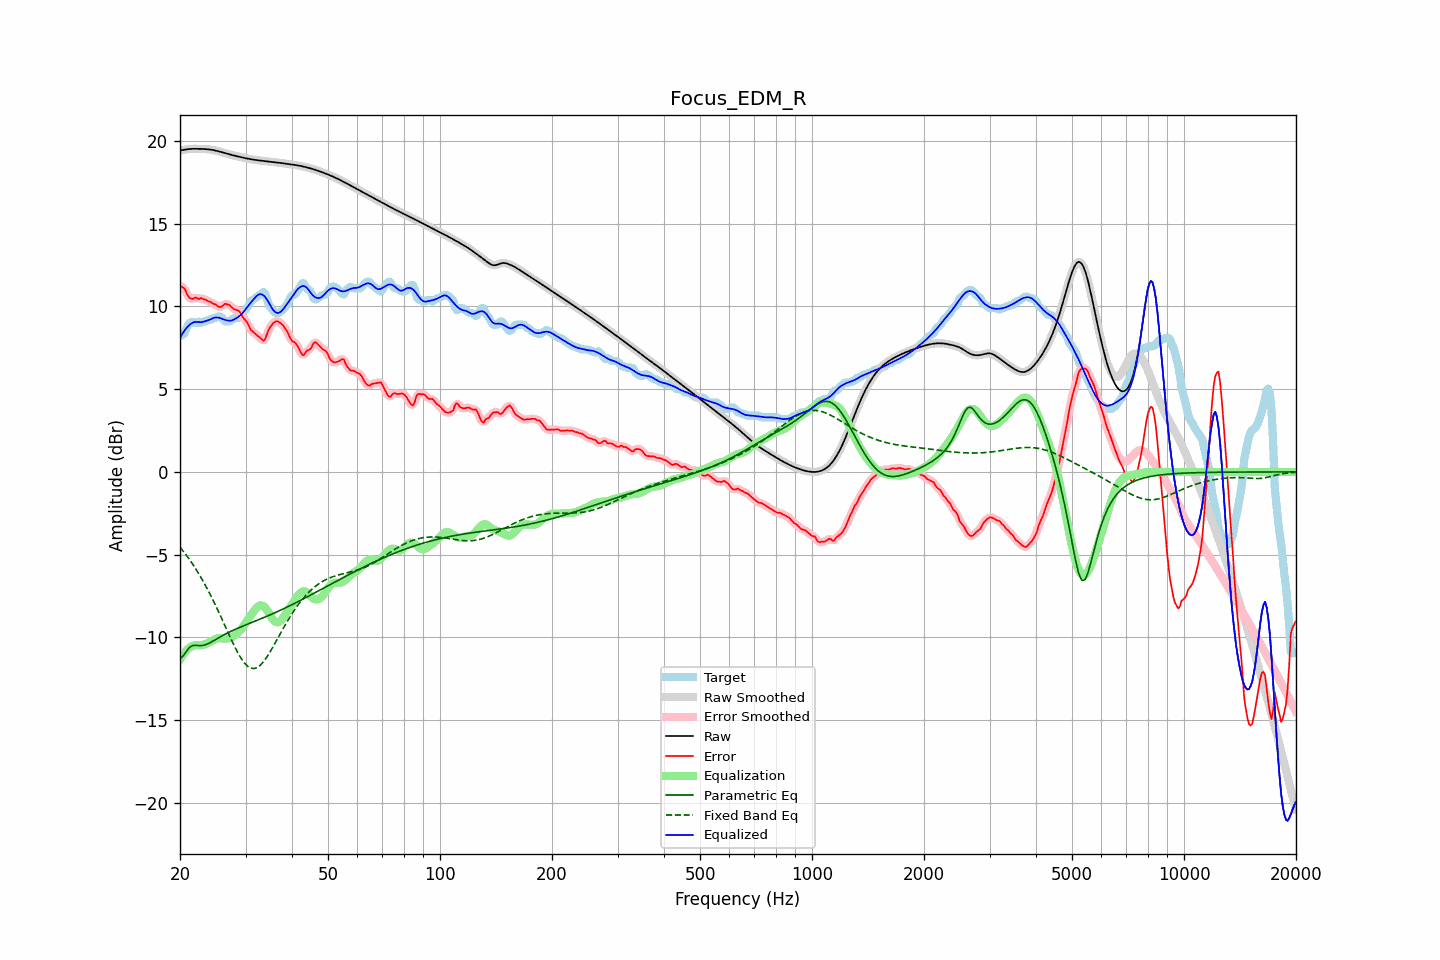 Focus_EDM_R
Amplitude (dBr)
20
15
10
5
0
−5
−10
−15
−20
Target
Raw Smoothed
Error Smoothed
Raw
Error
Equalization
Parametric Eq
Fixed Band Eq
Equalized
20 50 100 200 500 1000 2000 5000 10000 20000
Frequency (Hz)